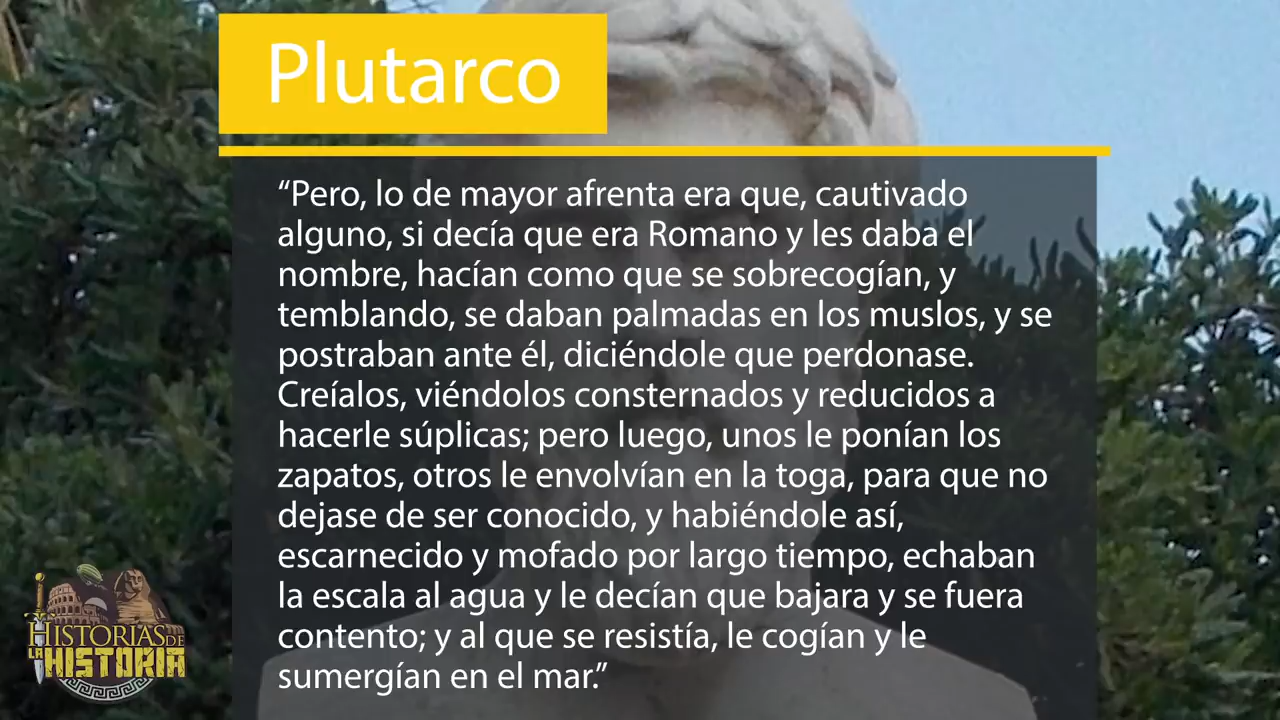 Plutarco
“Pero, lo de mayor afrenta era que, cautivado
alguno, si decía que era Romano y les daba el
nombre, hacían como que se sobrecogían, y
temblando, se daban palmadas en los muslos, y se
postraban ante él, diciéndole que perdonase.
Creíalos, viéndolos consternados y reducidos a
hacerle súplicas; pero luego, unos le ponían los
zapatos, otros le envolvían en la toga, para que no
dejase de ser conocido, y habiéndole así,
escarnecido y mofado por largo tiempo, echaban
la escala al agua y le decían que bajara y se fuera
contento; y al que se resistía, le cogían y le
sumergían en el mar.”
HISTORIAS DE
LA HISTORIA